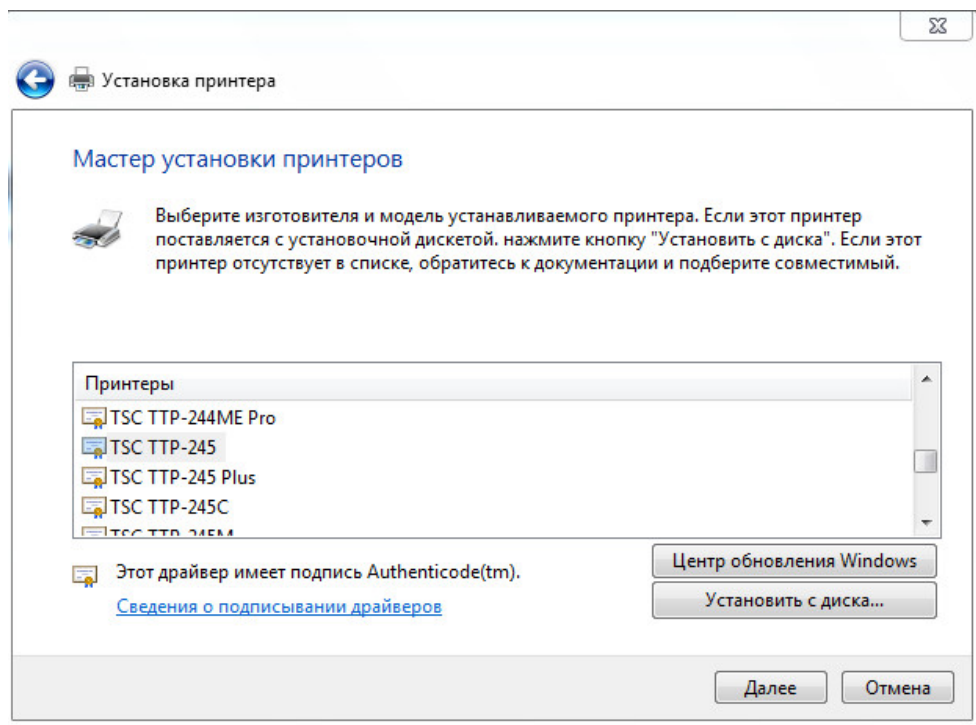 Установка принтера
Мастер установки принтеров
Выберите изготовителя и модель устанавливаемого принтера. Если этот принтер
поставляется с установочной дискетой. нажмите кнопку "Установить с диска". Если этот
принтер отсутствует в списке, обратитесь к документации и подберите совместимый.
Принтеры
TSC TTP-244ME Pro
TSC TTP-245
TSC TTP-245 Plus
TSC TTP-245C
TSC TTP-245M
Этот драйвер имеет подпись Authenticode(tm).
Центр обновления Windows
Сведения о подписывании драйверов
Установить с диска...
Далее
Отмена